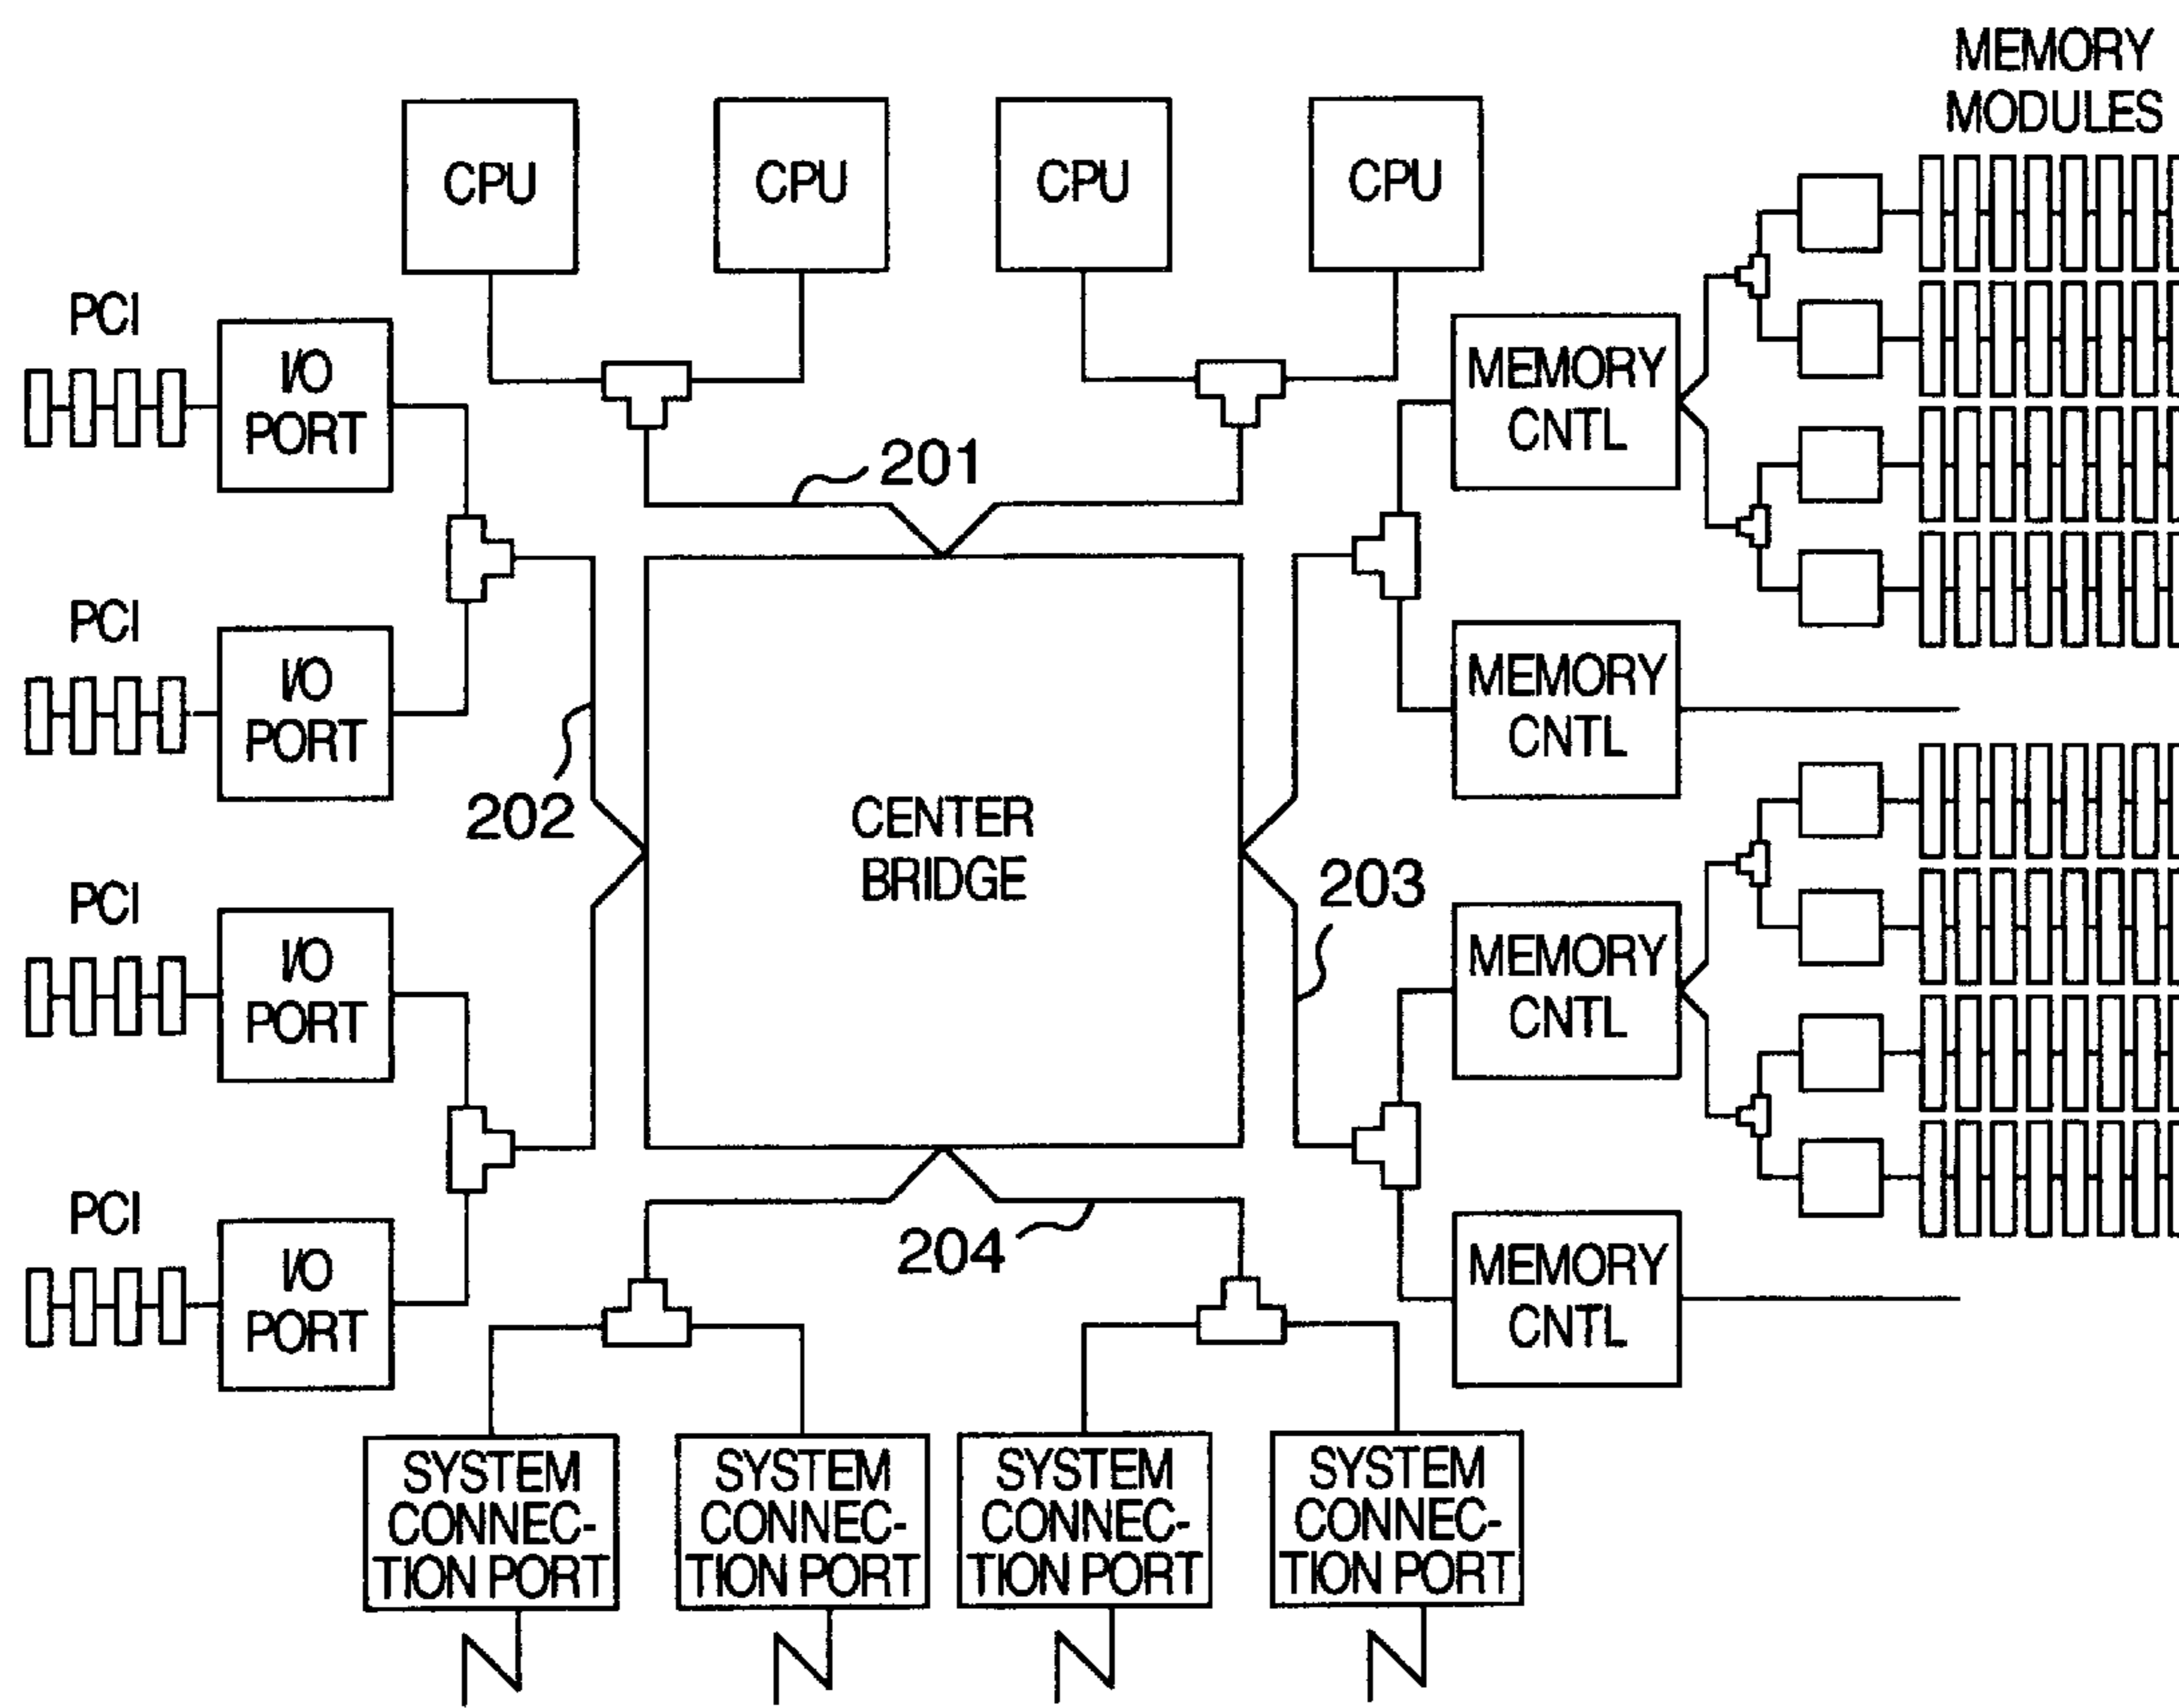 MEMORY
MODULES
CPU
CPU
CPU
CPU
PCI
I/O
PORT
MEMORY
CNTL
201
PCI
I/O
PORT
MEMORY
CNTL
202
CENTER
BRIDGE
203
PCI
I/O
PORT
MEMORY
CNTL
PCI
I/O
PORT
204
MEMORY
CNTL
SYSTEM
CONNEC-
TION PORT
SYSTEM
CONNEC-
TION PORT
SYSTEM
CONNEC-
TION PORT
SYSTEM
CONNEC-
TION PORT